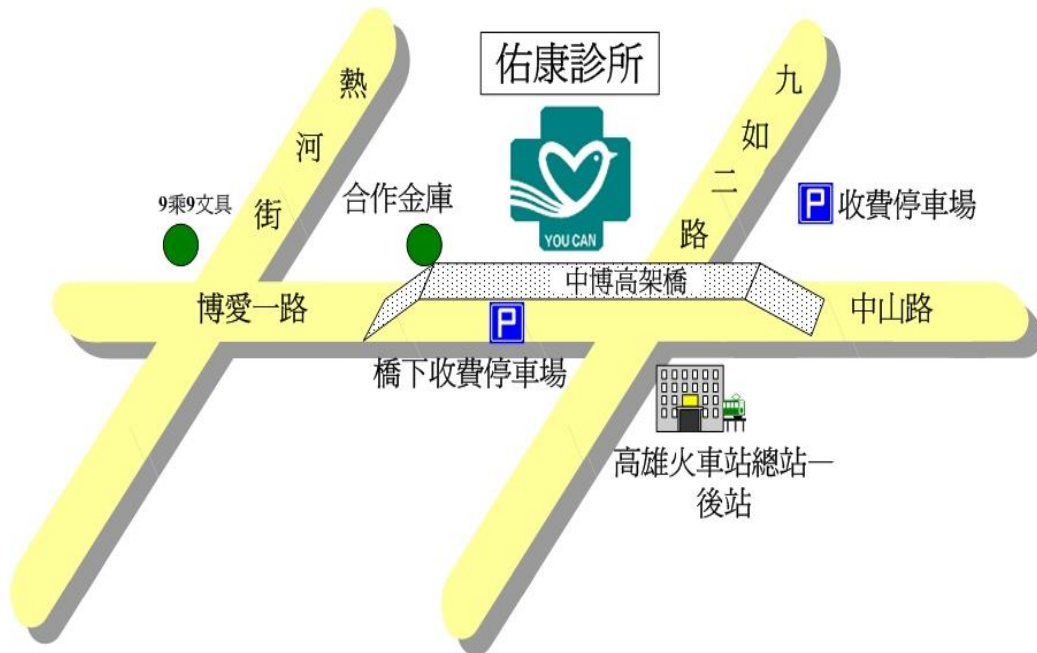 佑康診所
熱河街
九如二路
9乘9文具
合作金庫
YOU CAN
P 收費停車場
中博高架橋
博愛一路
P
中山路
橋下收費停車場
高雄火車站總站—
後站